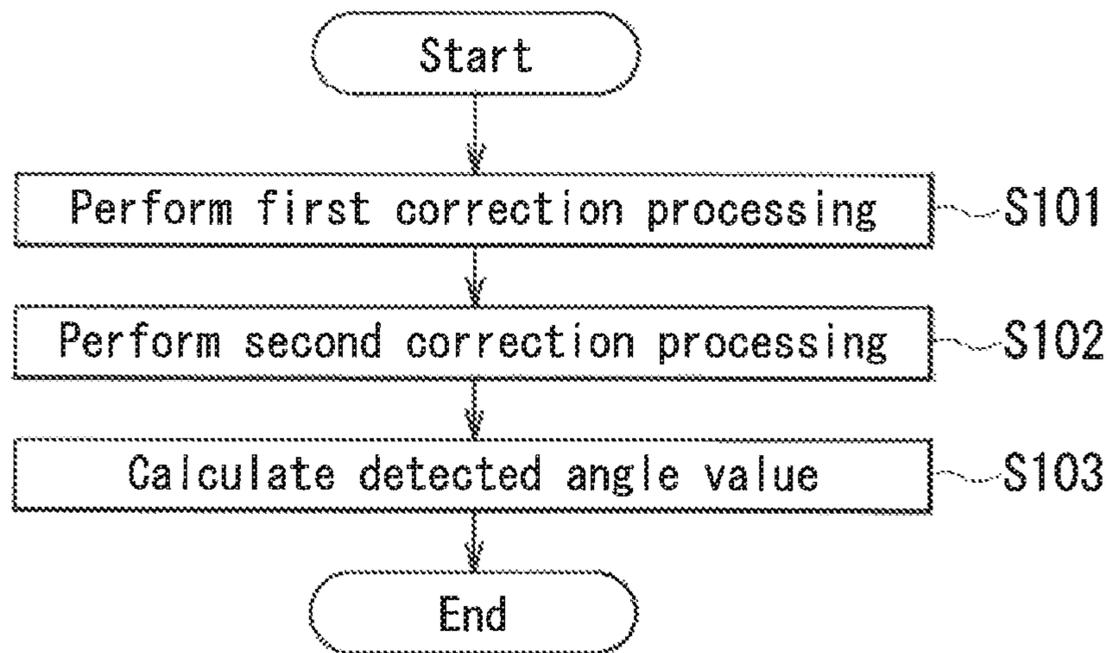 Start
Perform first correction processing S101
Perform second correction processing S102
Calculate detected angle value S103
End